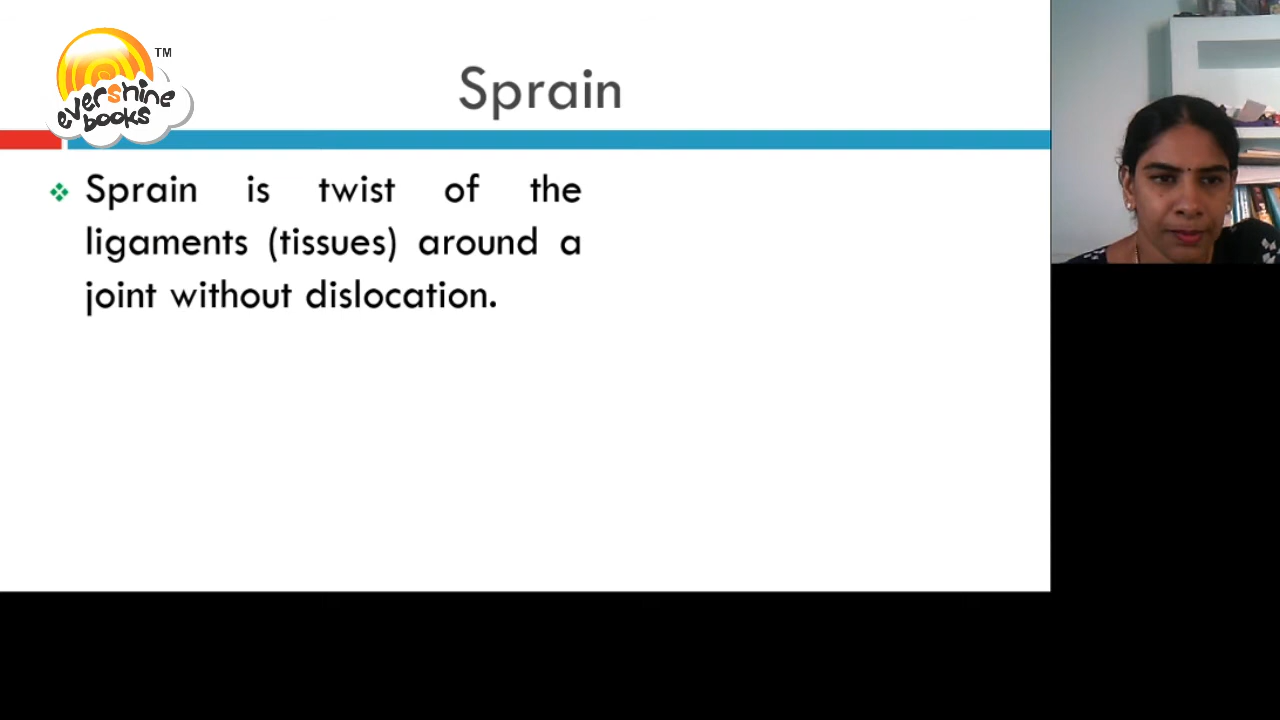 TM
evershine
books
Sprain
Sprain is twist of the
ligaments (tissues) around a
joint without dislocation.